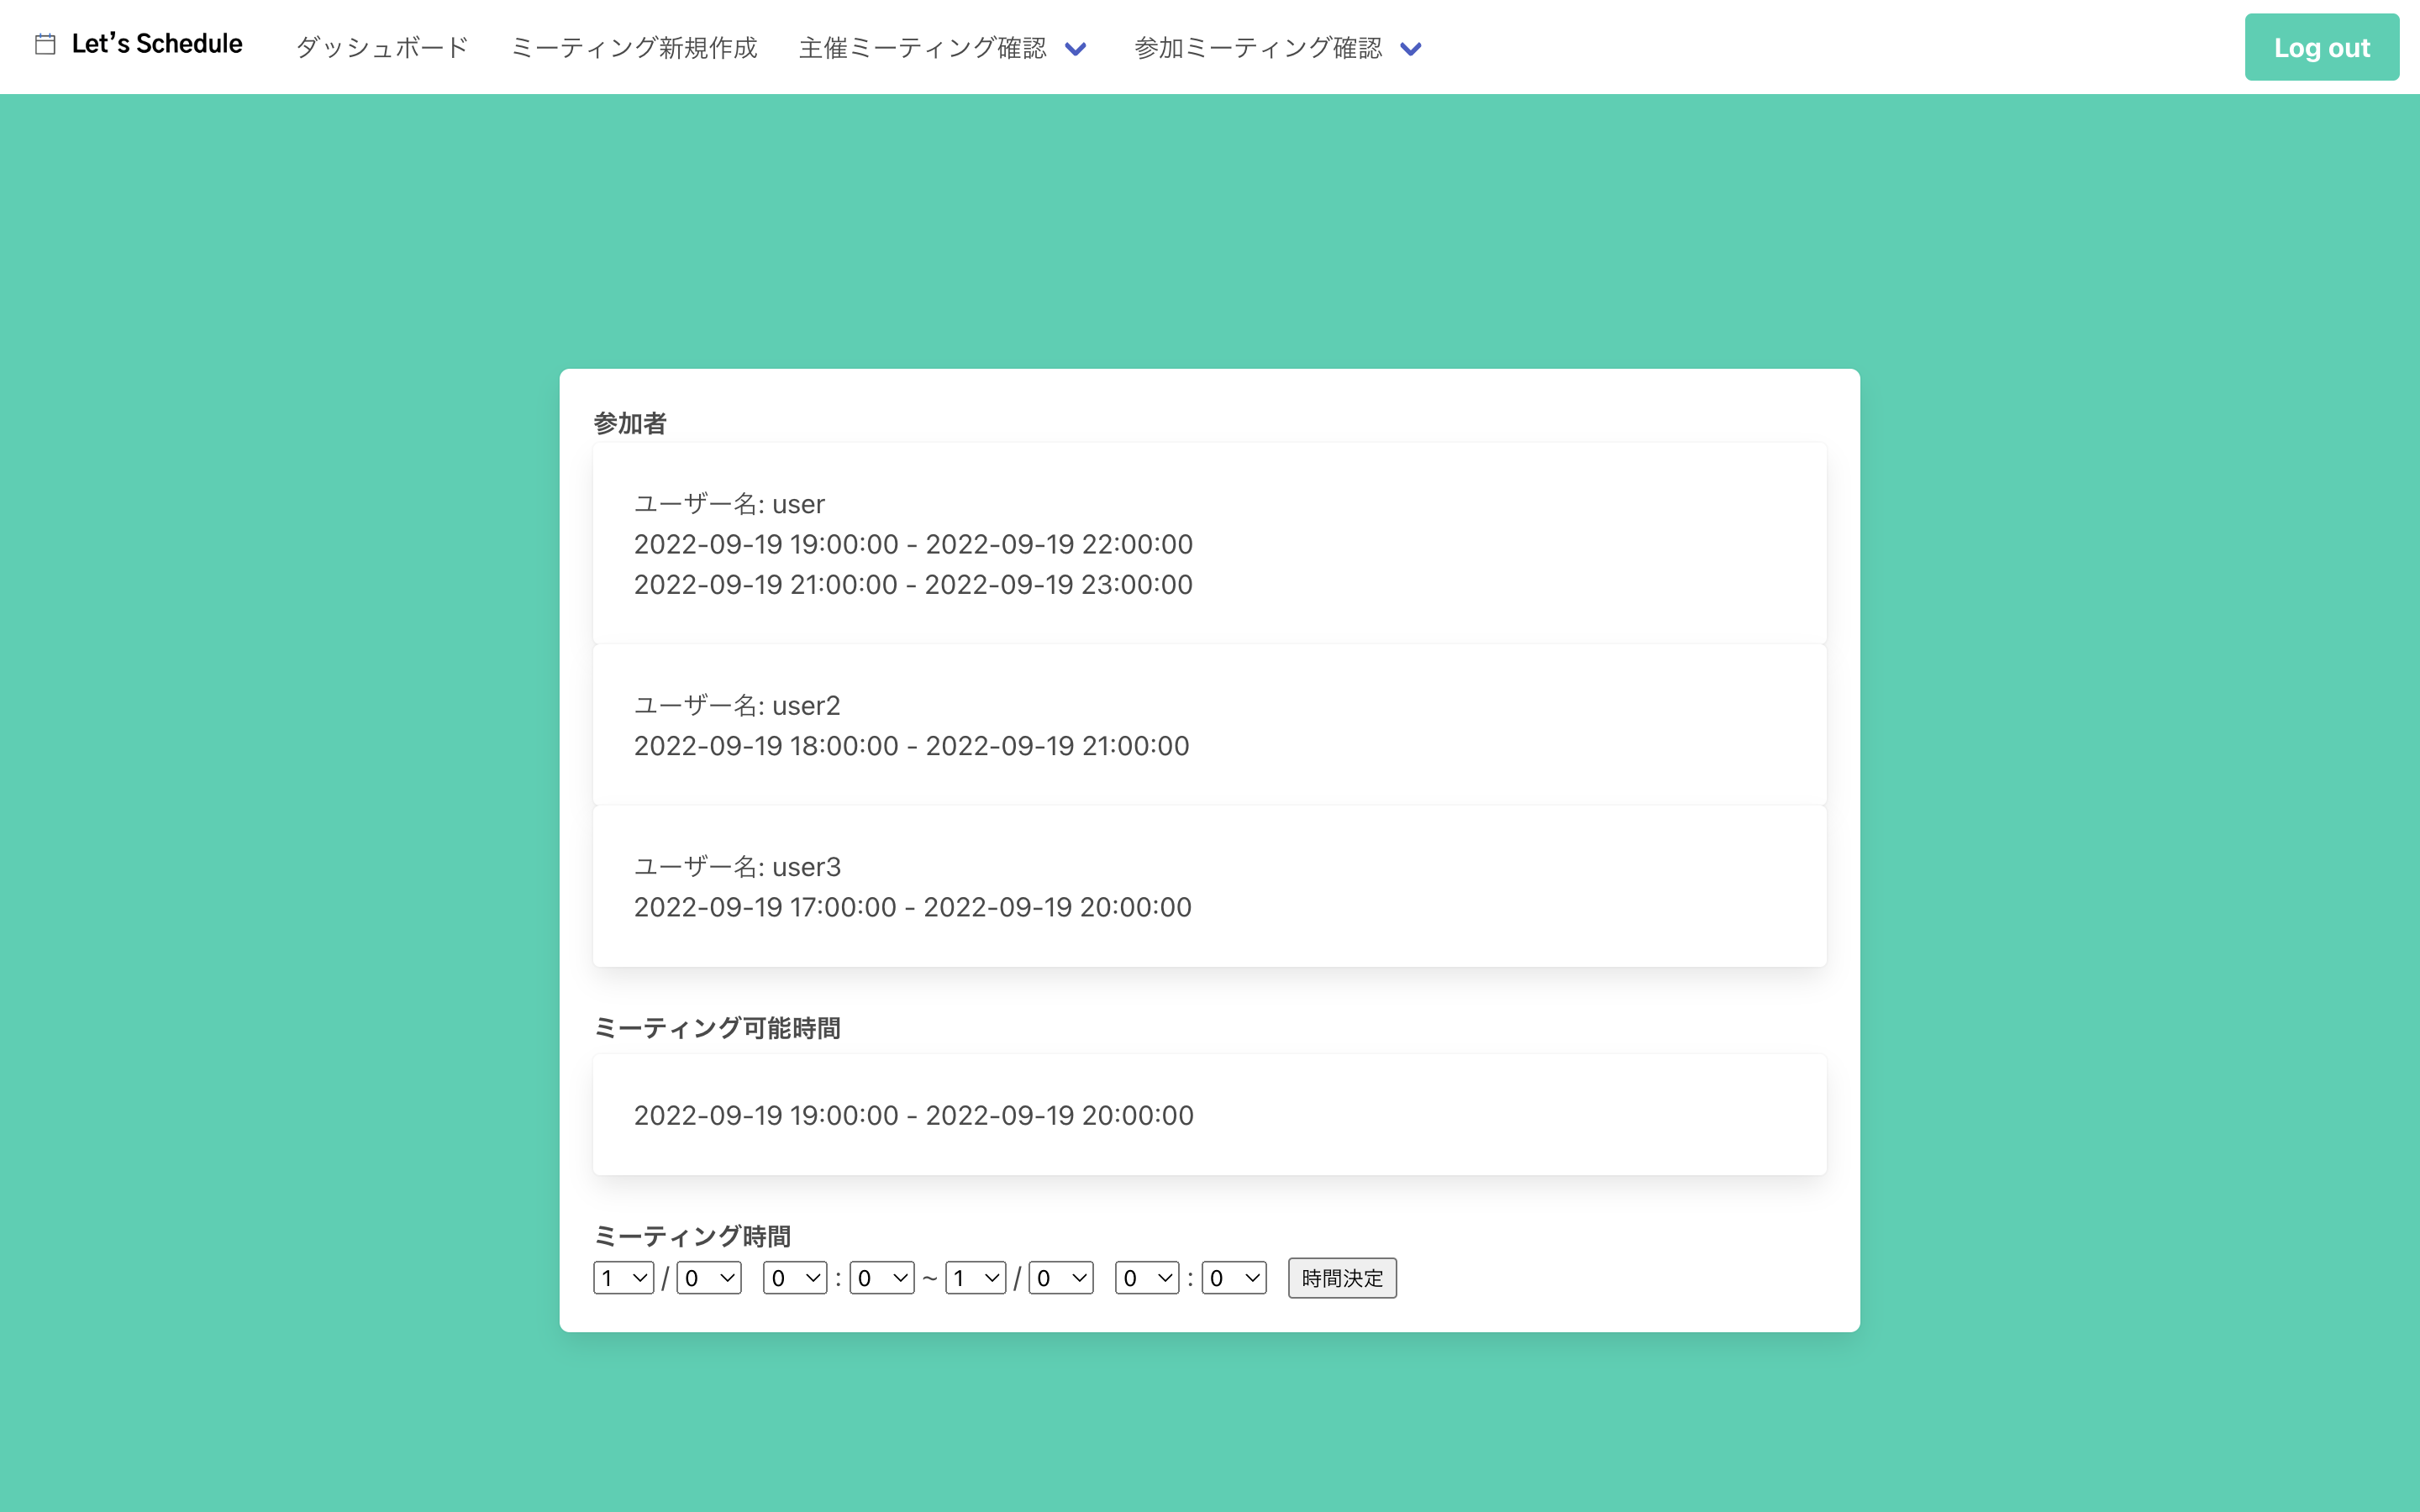 Let's Schedule ダッシュボード ミーティング新規作成 主催ミーティング確認 参加ミーティング確認 Log out
参加者
ユーザー名: user
2022-09-19 19:00:00 - 2022-09-19 22:00:00
2022-09-19 21:00:00 - 2022-09-19 23:00:00
ユーザー名: user2
2022-09-19 18:00:00 - 2022-09-19 21:00:00
ユーザー名: user3
2022-09-19 17:00:00 - 2022-09-19 20:00:00
ミーティング可能時間
2022-09-19 19:00:00 - 2022-09-19 20:00:00
ミーティング時間
1 / 0 0 : 0 ~ 1 / 0 0 : 0 時間決定